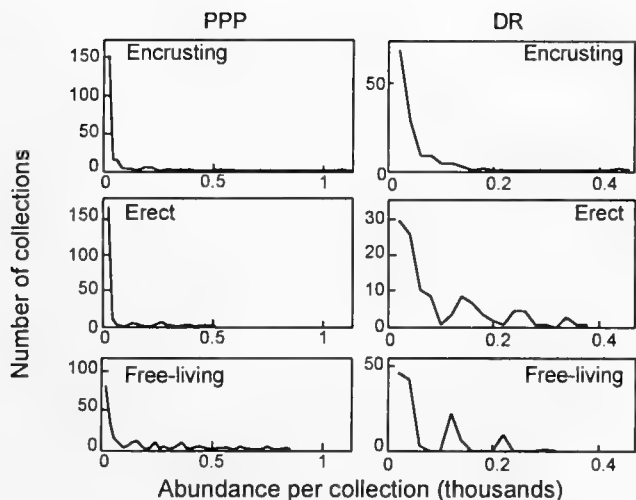 PPP
DR
Number of collections
Encrusting
150
100
50
0
0 0.5 1
Encrusting
50
0
0 0.2 0.4
Erect
150
100
50
0
0 0.5 1
Erect
30
20
10
0
0 0.2 0.4
Free-living
100
50
0
0 0.5 1
Free-living
50
0
0 0.2 0.4
Abundance per collection (thousands)